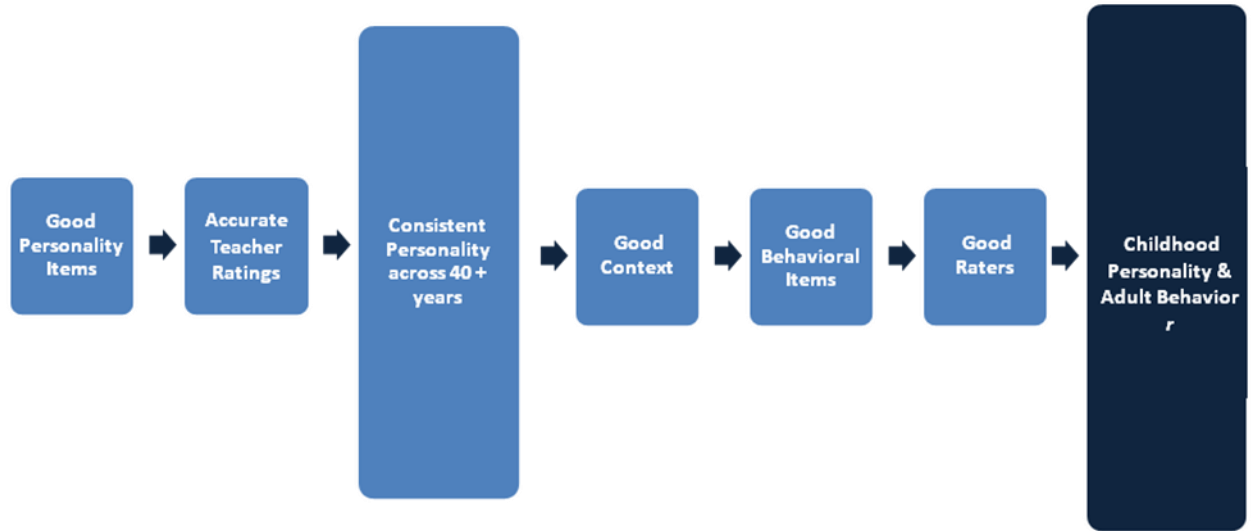 Good
Personality
Items
Accurate
Teacher
Ratings
Consistent
Personality
across 40 +
years
Good
Context
Good
Behavioral
Items
Good
Raters
Childhood
Personality &
Adult Behavior
r